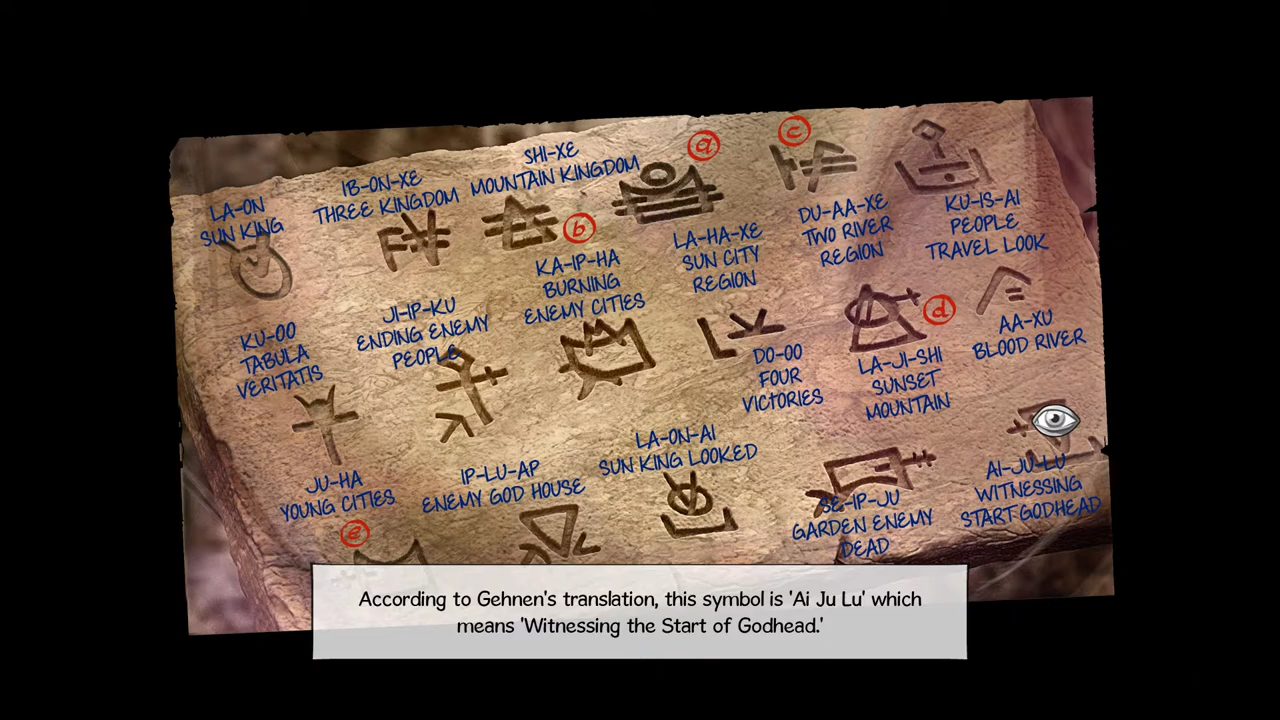 LA-ON
SUN KING
IB-ON-XE
THREE KINGDOM
SHI-XE
MOUNTAIN KINGDOM
a
c
b
KA-IP-HA
BURNING
ENEMY CITIES
LA-HA-XE
SUN CITY
REGION
DU-AA-XE
TWO RIVER
REGION
KU-IS-AI
PEOPLE
TRAVEL LOOK
KU-OO
TABULA
VERITATIS
JI-IP-KU
ENDING ENEMY
PEOPLE
DO-OO
FOUR
VICTORIES
d
LA-JI-SHI
SUNSET
MOUNTAIN
AA-XU
BLOOD RIVER
JU-HA
YOUNG CITIES
e
IP-LU-AP
ENEMY GOD HOUSE
LA-ON-AI
SUN KING LOOKED
SE-IP-JU
GARDEN ENEMY
DEAD
AI-JU-LU
WITNESSING
START GODHEAD
According to Gehnen's translation, this symbol is 'Ai Ju Lu' which
means 'Witnessing the Start of Godhead.'